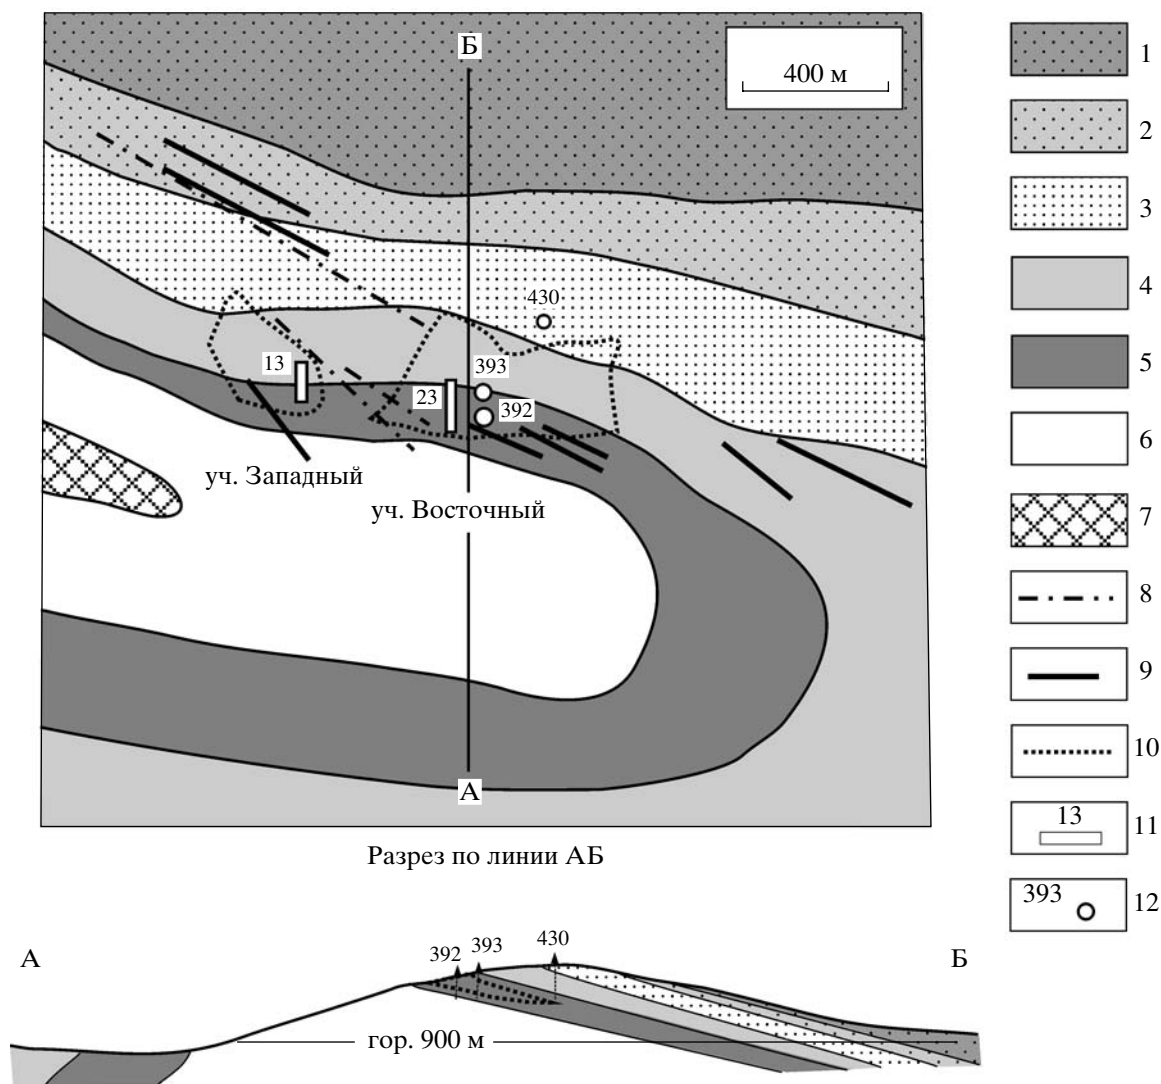 Б
400 м
430
13
393
23
392
уч. Западный
уч. Восточный
А
1
2
3
4
5
6
7
8
9
10
13
11
393
12
Разрез по линии АБ
А
392
393
430
Б
гор. 900 м